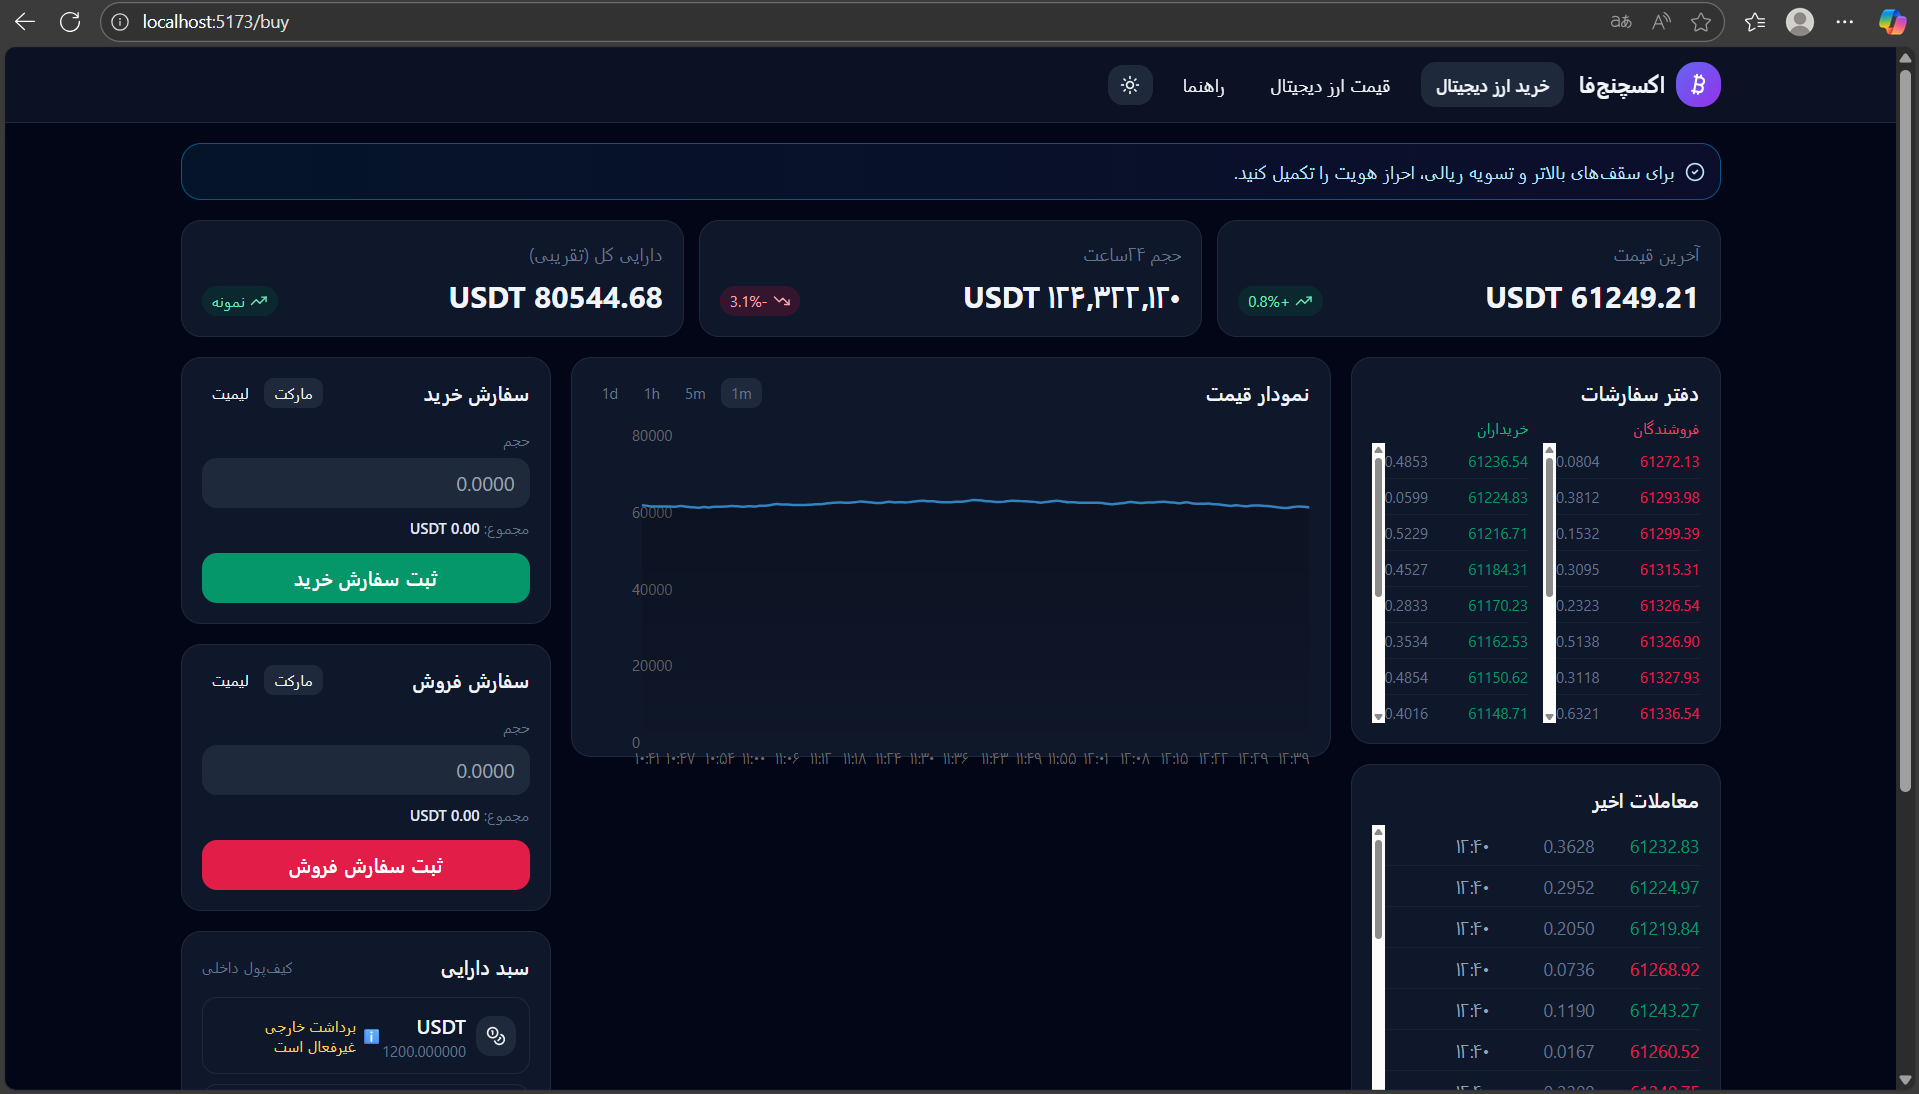 localhost:5173/buy
اکسچنج‌فا
خرید ارز دیجیتال
قیمت ارز دیجیتال
راهنما
برای سقف‌های بالاتر و تسویه ریالی، احراز هویت را تکمیل کنید.
آخرین قیمت
USDT 61249.21
+0.8%
حجم ۲۴ساعت
USDT ۱۲۴,۳۲۲,۱۲۰
-3.1%
دارایی کل (تقریبی)
USDT 80544.68
نمونه
دفتر سفارشات
فروشندگان
61272.13 0.0804
61293.98 0.3812
61299.39 0.1532
61315.31 0.3095
61326.54 0.2323
61326.90 0.5138
61327.93 0.3118
61336.54 0.6321
خریداران
61236.54 0.4853
61224.83 0.0599
61216.71 0.5229
61184.31 0.4527
61170.23 0.2833
61162.53 0.3534
61150.62 0.4854
61148.71 0.4016
معاملات اخیر
61232.83 0.3628 ۱۲:۴۰
61224.97 0.2952 ۱۲:۴۰
61219.84 0.2050 ۱۲:۴۰
61268.92 0.0736 ۱۲:۴۰
61243.27 0.1190 ۱۲:۴۰
61260.52 0.0167 ۱۲:۴۰
نمودار قیمت
1m 5m 1h 1d
80000
60000
40000
20000
0
۱۰:۴۱ ۱۰:۴۷ ۱۰:۵۴ ۱۱:۰۰ ۱۱:۰۶ ۱۱:۱۲ ۱۱:۱۸ ۱۱:۲۴ ۱۱:۳۰ ۱۱:۳۶ ۱۱:۴۳ ۱۱:۴۹ ۱۱:۵۵ ۱۲:۰۱ ۱۲:۰۸ ۱۲:۱۵ ۱۲:۲۲ ۱۲:۲۹ ۱۲:۳۹
سفارش خرید
مارکت
لیمیت
حجم
0.0000
مجموع: USDT 0.00
ثبت سفارش خرید
سفارش فروش
مارکت
لیمیت
حجم
0.0000
مجموع: USDT 0.00
ثبت سفارش فروش
سبد دارایی
کیف‌پول داخلی
USDT
1200.000000
برداشت خارجی
غیرفعال است